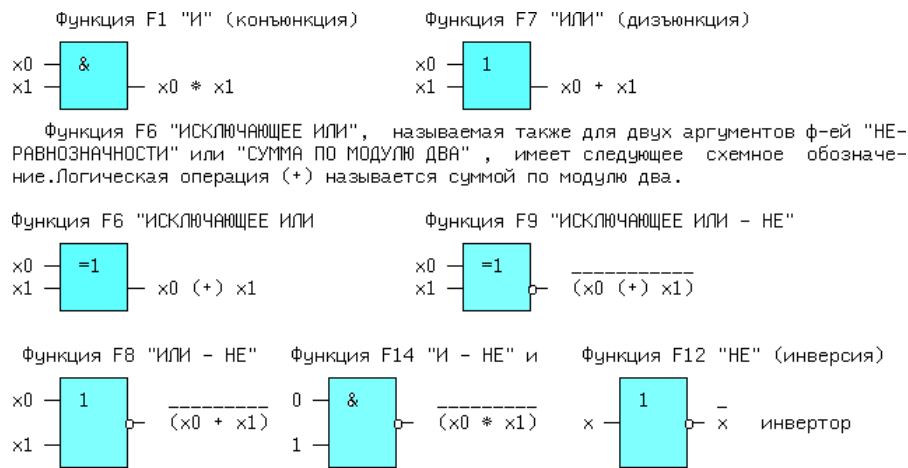 Функция F1 "И" (конъюнкция) Функция F7 "ИЛИ" (дизъюнкция)
x0 & x0 1
x1 x0 * x1 x1 x0 + x1
Функция F6 "ИСКЛЮЧАЮЩЕЕ ИЛИ", называемая также для двух аргументов ф-ей "НЕ-
РАВНОЗНАЧНОСТИ" или "СУММА ПО МОДУЛЮ ДВА" , имеет следующее схемное обозначе-
ние.Логическая операция (+) называется суммой по модулю два.
Функция F6 "ИСКЛЮЧАЮЩЕЕ ИЛИ Функция F9 "ИСКЛЮЧАЮЩЕЕ ИЛИ - НЕ"
x0 =1 x0 =1
x1 x0 (+) x1 x1 (x0 (+) x1)
Функция F8 "ИЛИ - НЕ" Функция F14 "И - НЕ" и Функция F12 "НЕ" (инверсия)
x0 1 0 & 1
(x0 + x1) (x0 * x1) x x инвертор
x1 1